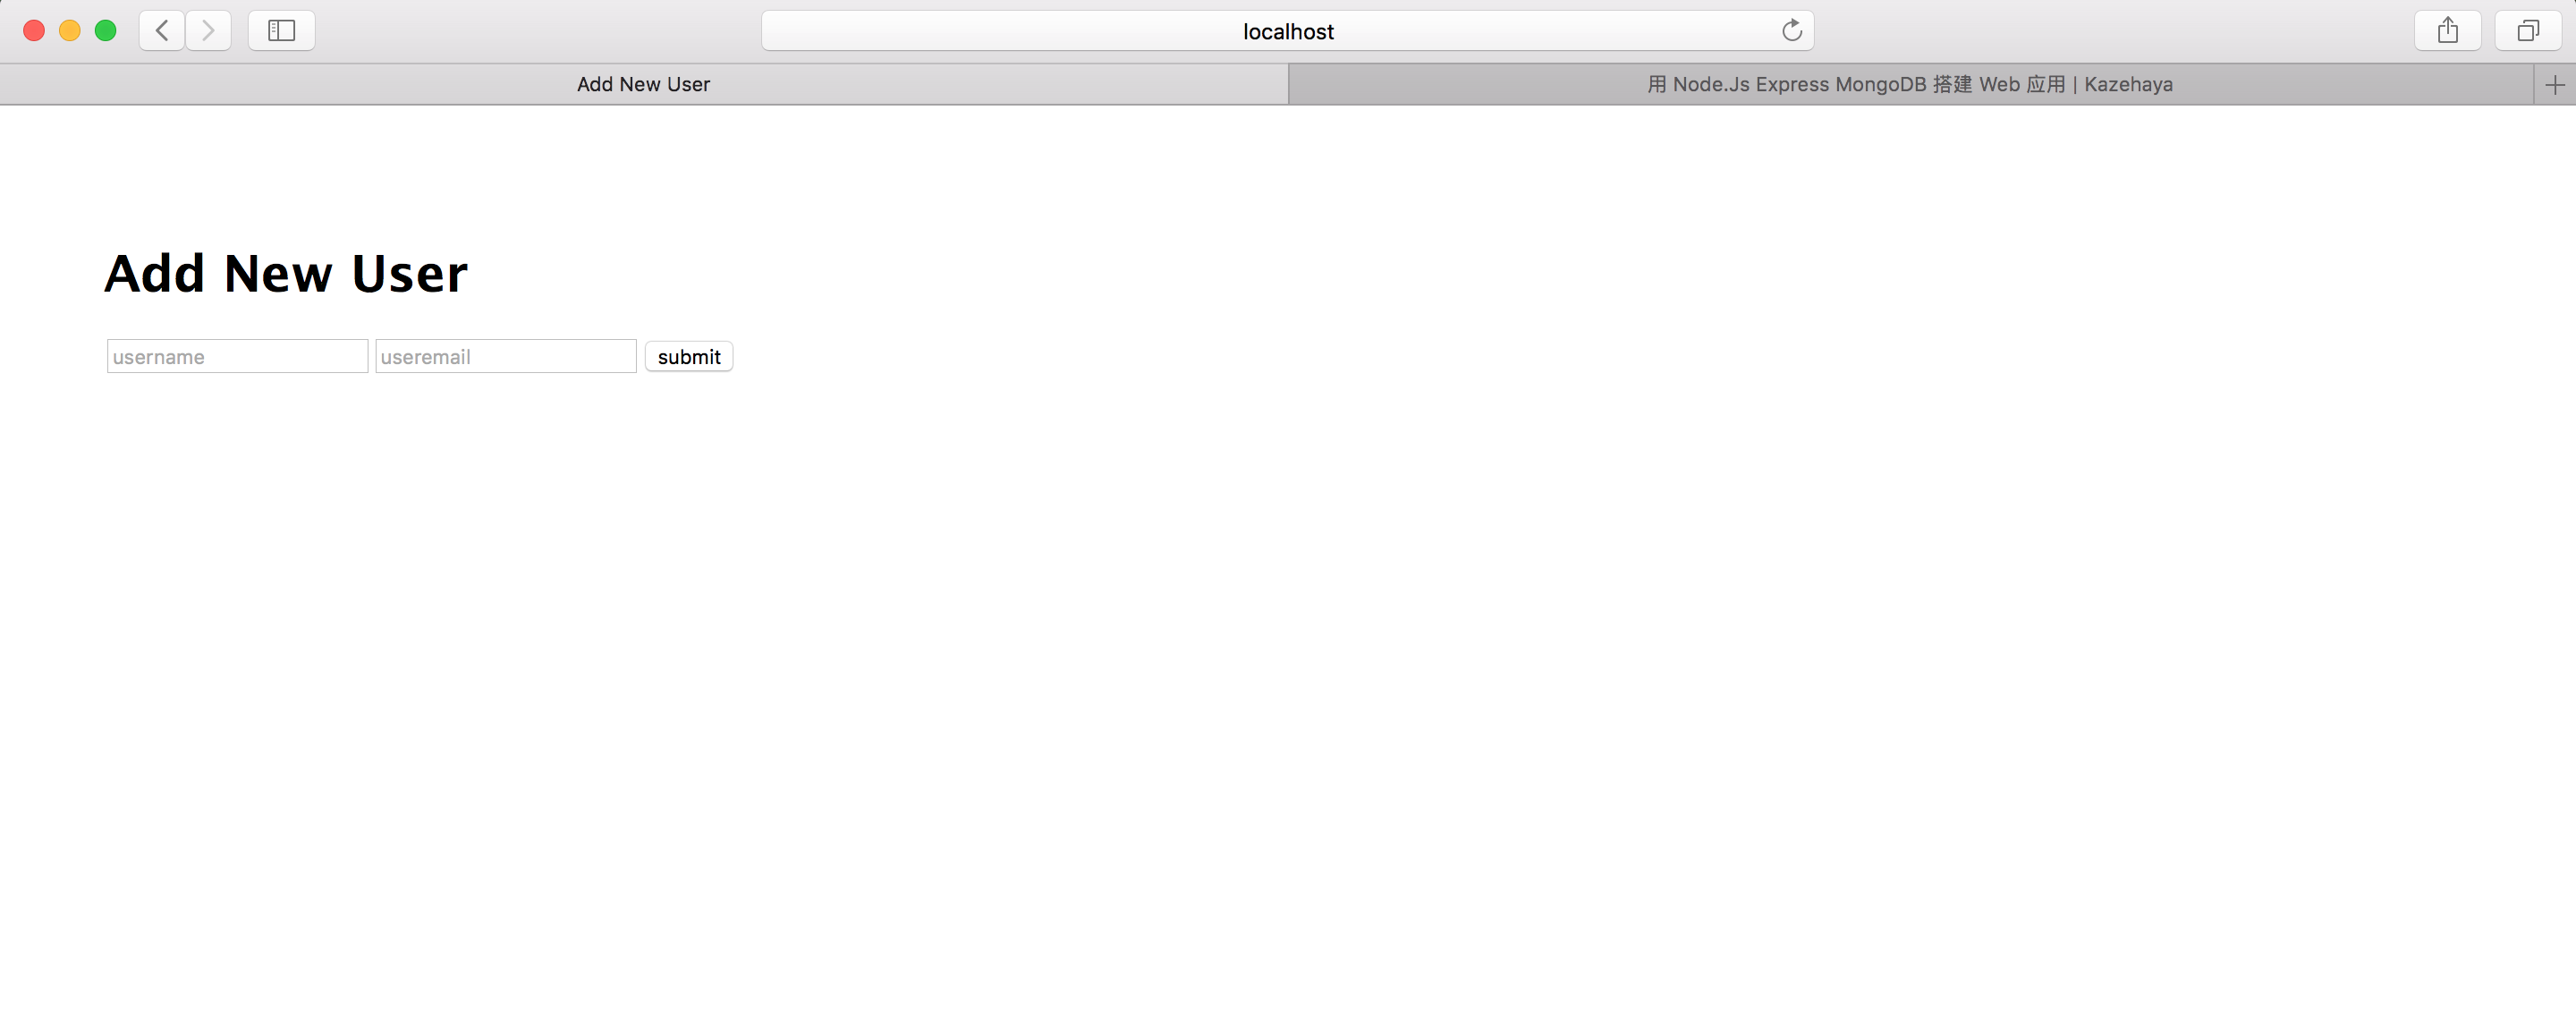 localhost
Add New User
用 Node.Js Express MongoDB 搭建 Web 应用 | Kazehaya
Add New User
username
useremail
submit